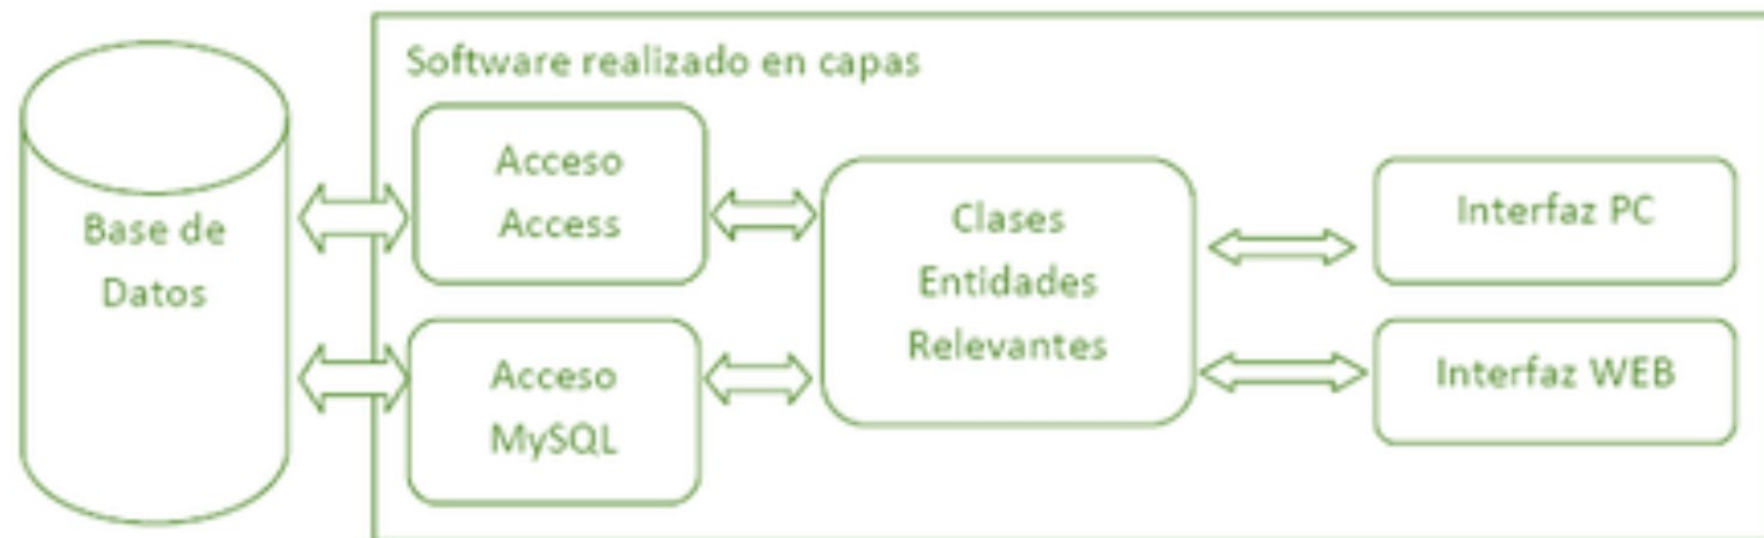 Software realizado en capas
Base de
Datos
Acceso
Access
Acceso
MySQL
Clases
Entidades
Relevantes
Interfaz PC
Interfaz WEB